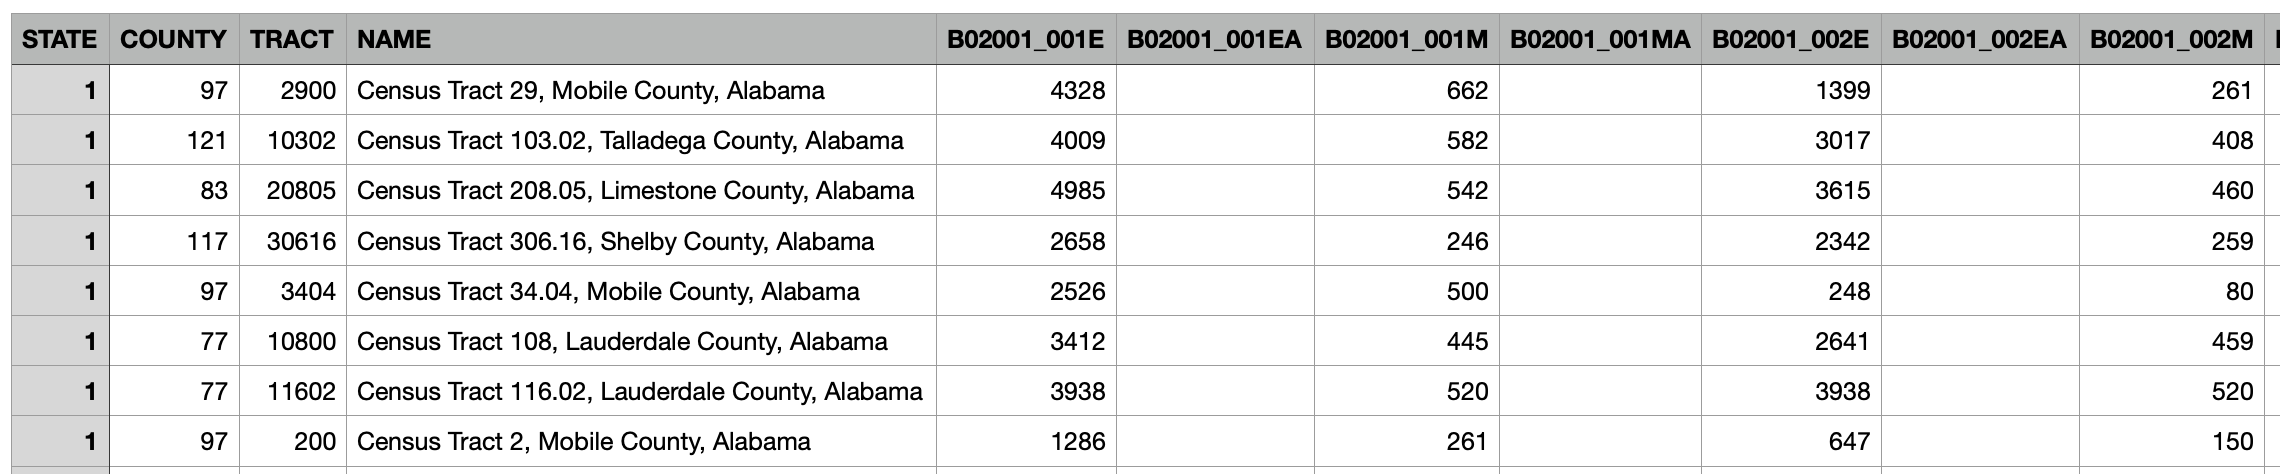 STATE COUNTY TRACT NAME B02001_001E B02001_001EA B02001_001M B02001_001MA B02001_002E B02001_002EA B02001_002M
1 97 2900 Census Tract 29, Mobile County, Alabama 4328 662 1399 261
1 121 10302 Census Tract 103.02, Talladega County, Alabama 4009 582 3017 408
1 83 20805 Census Tract 208.05, Limestone County, Alabama 4985 542 3615 460
1 117 30616 Census Tract 306.16, Shelby County, Alabama 2658 246 2342 259
1 97 3404 Census Tract 34.04, Mobile County, Alabama 2526 500 248 80
1 77 10800 Census Tract 108, Lauderdale County, Alabama 3412 445 2641 459
1 77 11602 Census Tract 116.02, Lauderdale County, Alabama 3938 520 3938 520
1 97 200 Census Tract 2, Mobile County, Alabama 1286 261 647 150